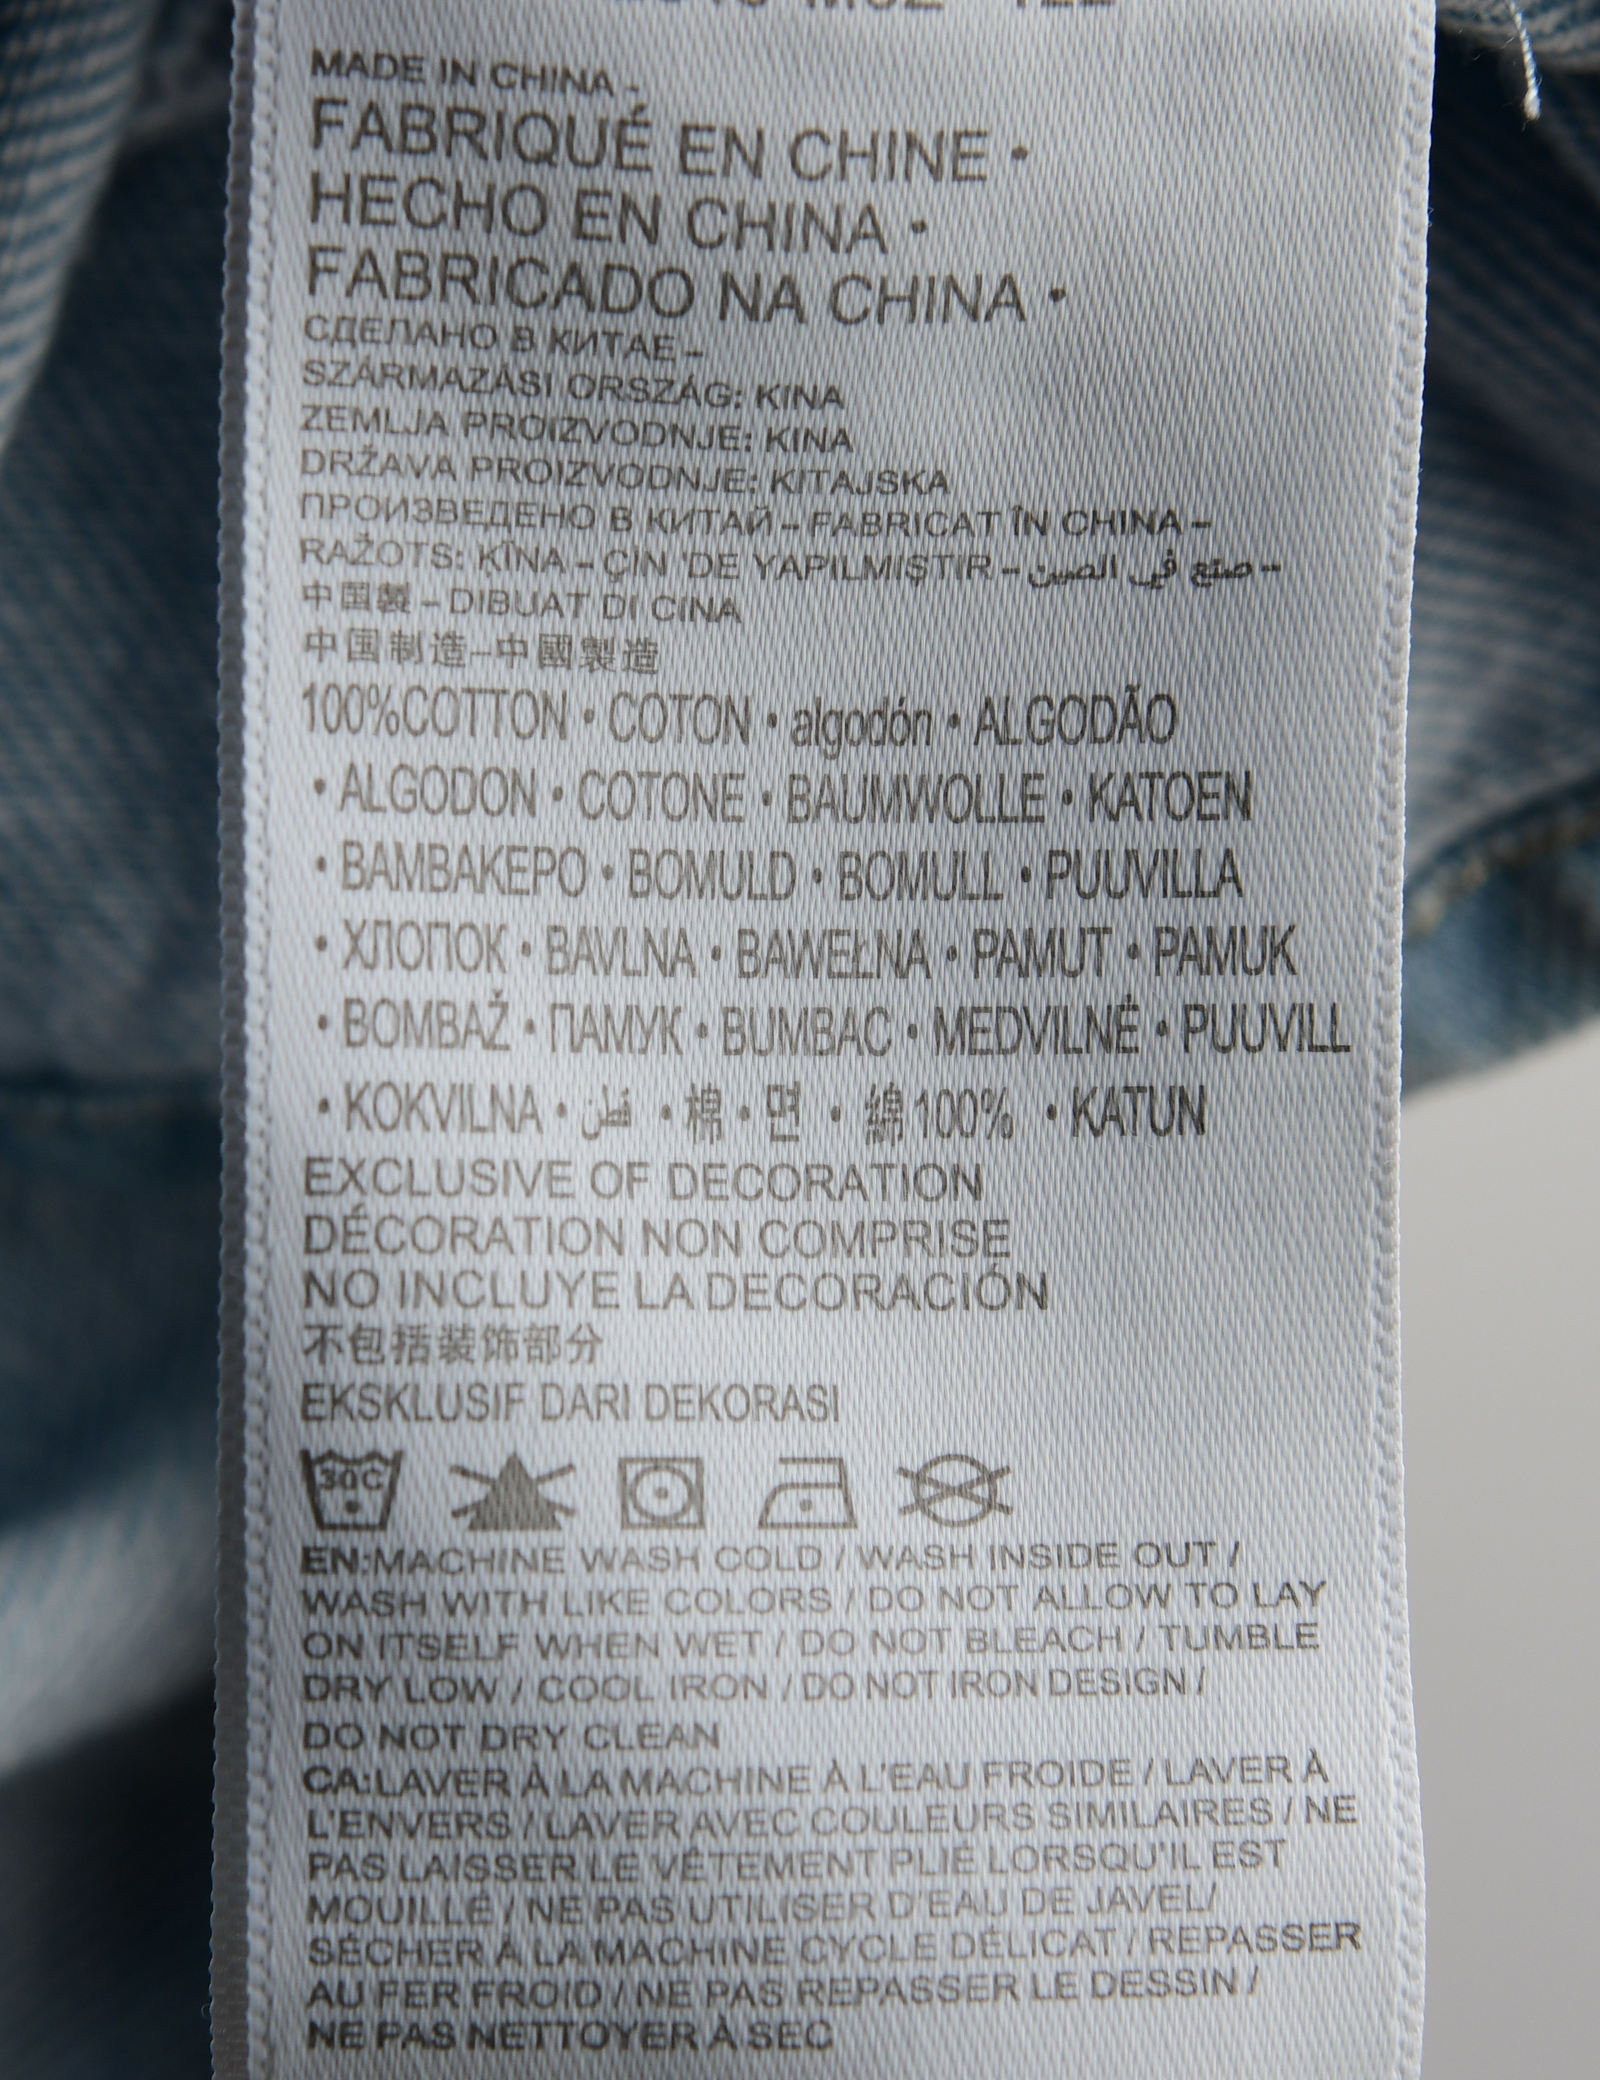 MADE IN CHINA -
FABRIQUÉ EN CHINE •
HECHO EN CHINA •
FABRICADO NA CHINA •
СДЕЛАНО В КИТАЕ –
SZÁRMAZÁSI ORSZÁG: KINA
ZEMLJA PROIZVODNJE: KINA
DRŽAVA PROIZVODNJE: KITAJSKA
ПРОИЗВЕДЕНО В КИТАЙ – FABRICAT ÎN CHINA –
RAŽOTS: ĶĪNA – ÇIN 'DE YAPILMIŞTIR – صنع في الصين –
中国製 – DIBUAT DI CINA
中国制造–中國製造
100%COTTON • COTON • algodón • ALGODÃO
• ALGODON • COTONE • BAUMWOLLE • KATOEN
• BAMBAKEPO • BOMULD • BOMULL • PUUVILLA
• ХЛОПОК • BAVLNA • BAWEŁNA • PAMUT • PAMUK
• BOMBAŽ • ПАМУК • BUMBAC • MEDVILNÉ • PUUVILL
• KOKVILNA • قطن • 棉 • 면 • 綿100% • KATUN
EXCLUSIVE OF DECORATION
DÉCORATION NON COMPRISE
NO INCLUYE LA DECORACIÓN
不包括装饰部分
EKSKLUSIF DARI DEKORASI
30C
EN:MACHINE WASH COLD / WASH INSIDE OUT /
WASH WITH LIKE COLORS / DO NOT ALLOW TO LAY
ON ITSELF WHEN WET / DO NOT BLEACH / TUMBLE
DRY LOW / COOL IRON / DO NOT IRON DESIGN /
DO NOT DRY CLEAN
CA:LAVER À LA MACHINE À L'EAU FROIDE / LAVER À
L'ENVERS / LAVER AVEC COULEURS SIMILAIRES / NE
PAS LAISSER LE VÊTEMENT PLIÉ LORSQU'IL EST
MOUILLÉ / NE PAS UTILISER D'EAU DE JAVEL/
SÉCHER À LA MACHINE CYCLE DÉLICAT / REPASSER
AU FER FROID / NE PAS REPASSER LE DESSIN /
NE PAS NETTOYER À SEC